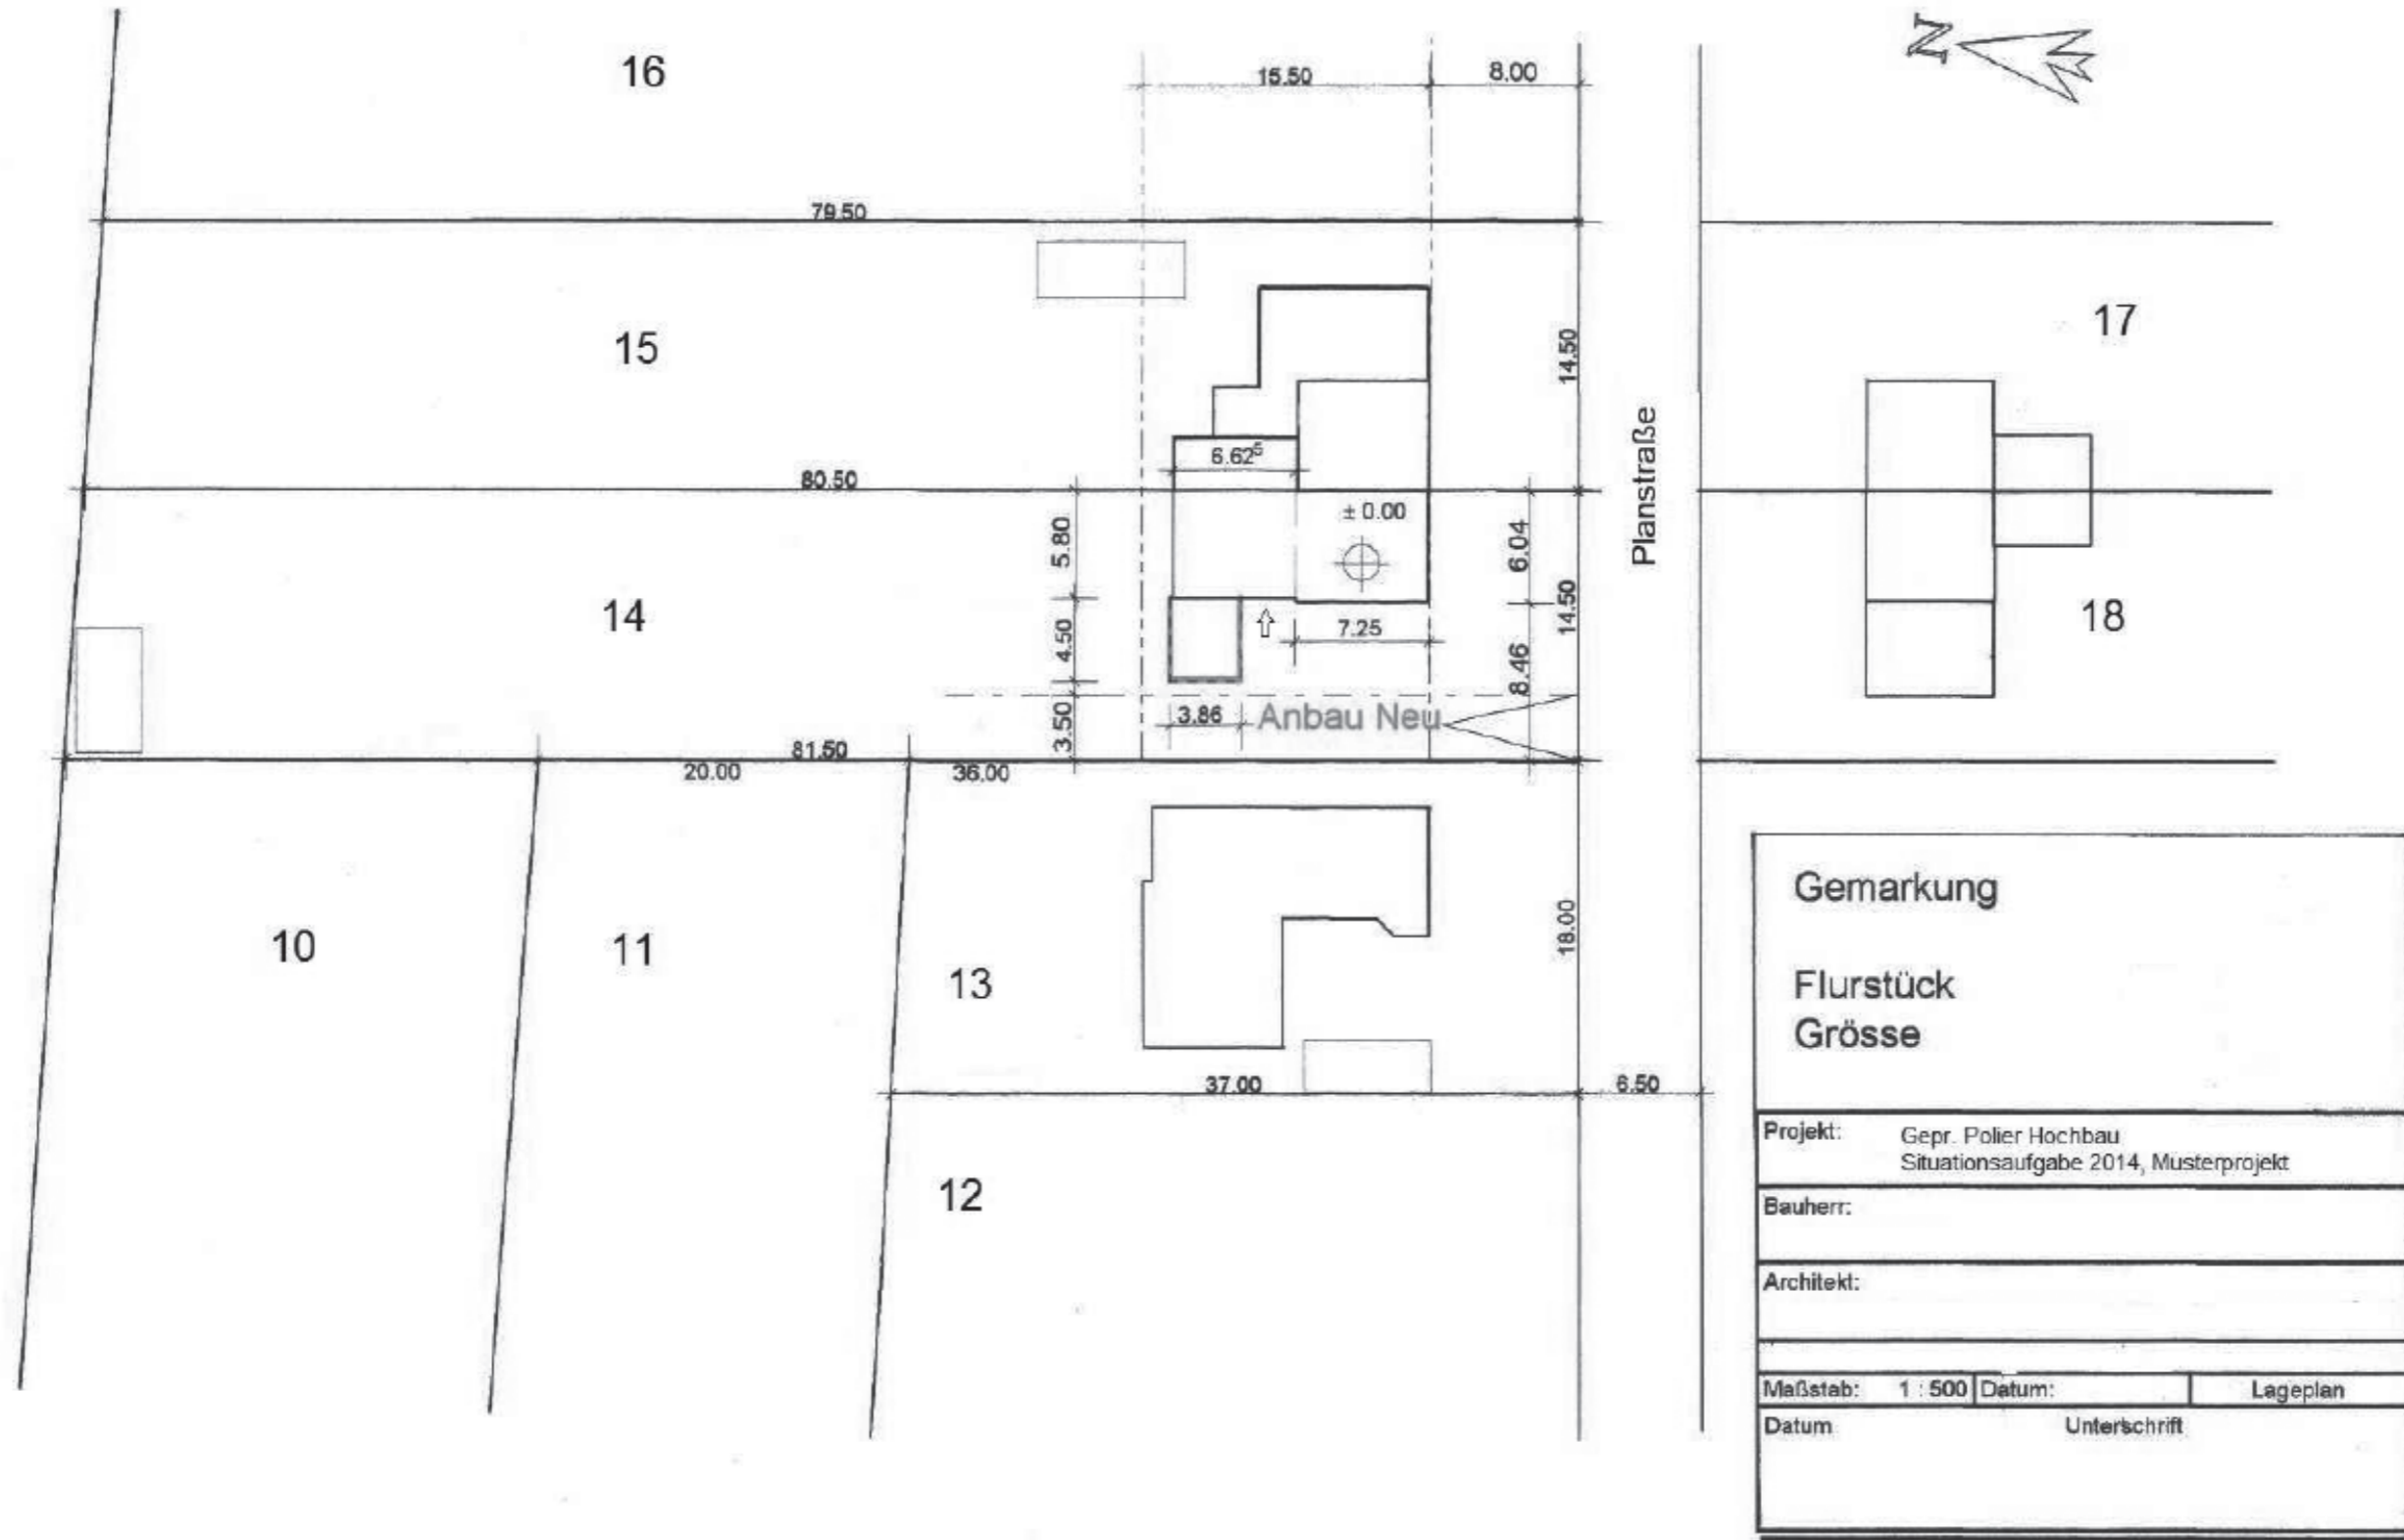 N
16
15.50
8.00
79.50
15
17
14.50
6.62⁵
80.50
± 0.00
Planstraße
5.80
6.04
14
14.50
18
7.25
4.50
8.46
3.86
Anbau Neu
3.50
81.50
20.00
36.00
10
11
13
18.00
37.00
6.50
12
Gemarkung
Flurstück
Grösse
Projekt: Gepr. Polier Hochbau
Situationsaufgabe 2014, Musterprojekt
Bauherr:
Architekt:
Maßstab: 1 : 500 Datum: Lageplan
Datum Unterschrift